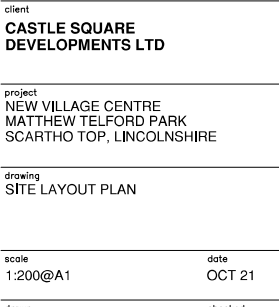 client
CASTLE SQUARE
DEVELOPMENTS LTD
project
NEW VILLAGE CENTRE
MATTHEW TELFORD PARK
SCARTHO TOP, LINCOLNSHIRE
drawing
SITE LAYOUT PLAN
scale date
1:200@A1 OCT 21